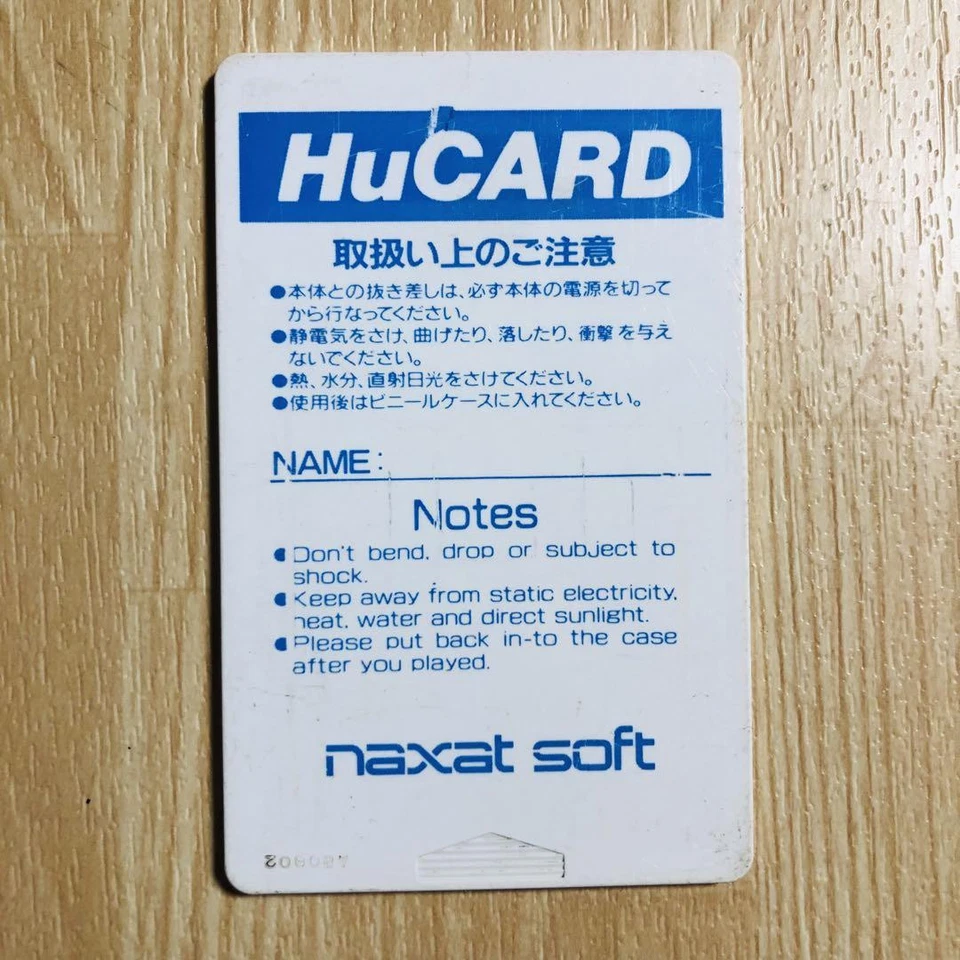 HuCARD
取扱い上のご注意
●本体との抜き差しは、必ず本体の電源を切って
から行なってください。
●静電気をさけ、曲げたり、落したり、衝撃を与え
ないでください。
●熱、水分、直射日光をさけてください。
●使用後はビニールケースに入れてください。
NAME:
Notes
●Don't bend, drop or subject to
shock.
●Keep away from static electricity,
heat, water and direct sunlight.
●Please put back in-to the case
after you played.
naxat soft